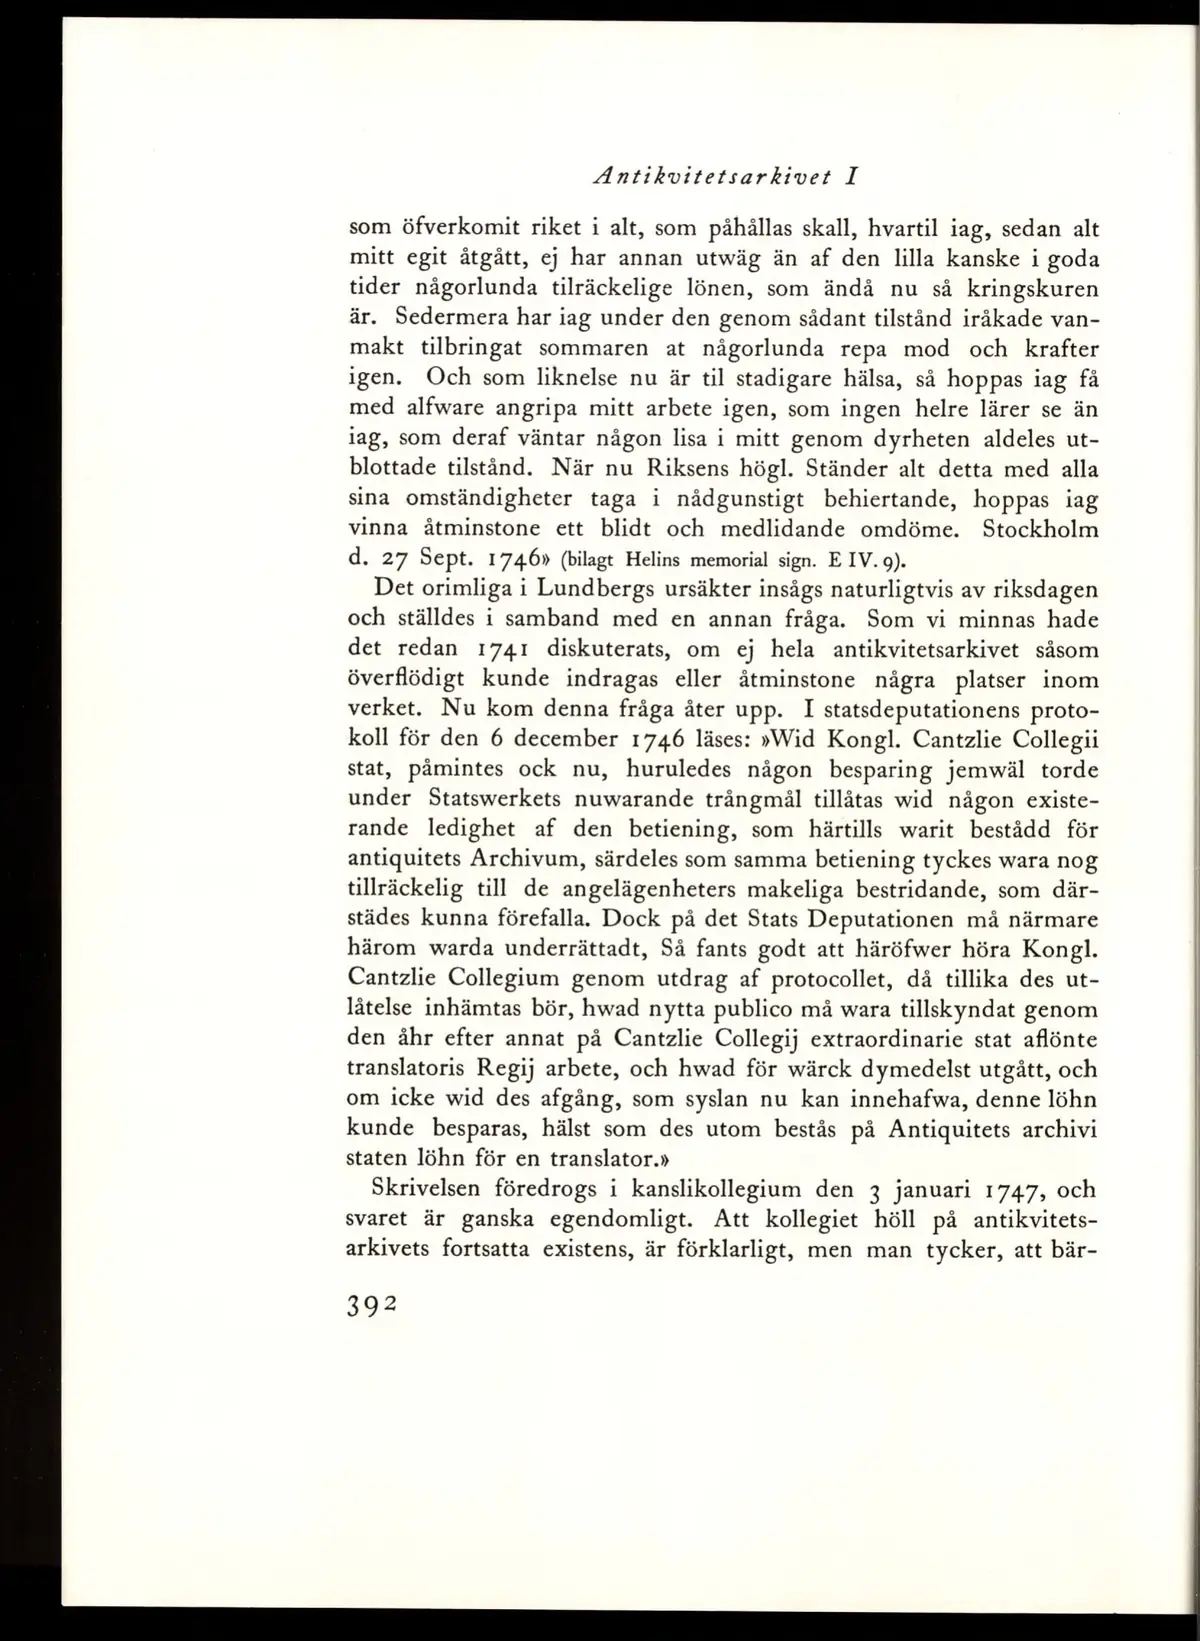 Antikvitetsarkivet I
som öfverkomit riket i alt, som påhållas skall, hvartil iag, sedan alt
mitt egit åtgått, ej har annan utwäg än af den lilla kanske i goda
tider någorlunda tilräckelige lönen, som ändå nu så kringskuren
är. Sedermera har iag under den genom sådant tilstånd iråkade van-
makt tilbringat sommaren at någorlunda repa mod och krafter
igen. Och som liknelse nu är til stadigare hälsa, så hoppas iag få
med alfware angripa mitt arbete igen, som ingen helre lärer se än
iag, som deraf väntar någon lisa i mitt genom dyrheten aldeles ut-
blottade tilstånd. När nu Riksens högl. Ständer alt detta med alla
sina omständigheter taga i nådgunstigt behiertande, hoppas iag
vinna åtminstone ett blidt och medlidande omdöme. Stockholm
d. 27 Sept. 1746» (bilagt Helins memorial sign. E IV. 9).
Det orimliga i Lundbergs ursäkter insågs naturligtvis av riksdagen
och ställdes i samband med en annan fråga. Som vi minnas hade
det redan 1741 diskuterats, om ej hela antikvitetsarkivet såsom
överflödigt kunde indragas eller åtminstone några platser inom
verket. Nu kom denna fråga åter upp. I statsdeputationens proto-
koll för den 6 december 1746 läses: »Wid Kongl. Cantzlie Collegii
stat, påmintes ock nu, huruledes någon besparing jemwäl torde
under Statswerkets nuwarande trångmål tillåtas wid någon existe-
rande ledighet af den betiening, som härtills warit bestådd för
antiquitets Archivum, särdeles som samma betiening tyckes wara nog
tillräckelig till de angelägenheters makeliga bestridande, som där-
städes kunna förefalla. Dock på det Stats Deputationen må närmare
härom warda underrättadt, Så fants godt att häröfwer höra Kongl.
Cantzlie Collegium genom utdrag af protocollet, då tillika des ut-
låtelse inhämtas bör, hwad nytta publico må wara tillskyndat genom
den åhr efter annat på Cantzlie Collegij extraordinarie stat aflönte
translatoris Regij arbete, och hwad för wärck dymedelst utgått, och
om icke wid des afgång, som syslan nu kan innehafwa, denne löhn
kunde besparas, hälst som des utom bestås på Antiquitets archivi
staten löhn för en translator.»
Skrivelsen föredrogs i kanslikollegium den 3 januari 1747, och
svaret är ganska egendomligt. Att kollegiet höll på antikvitets-
arkivets fortsatta existens, är förklarligt, men man tycker, att bär-
392